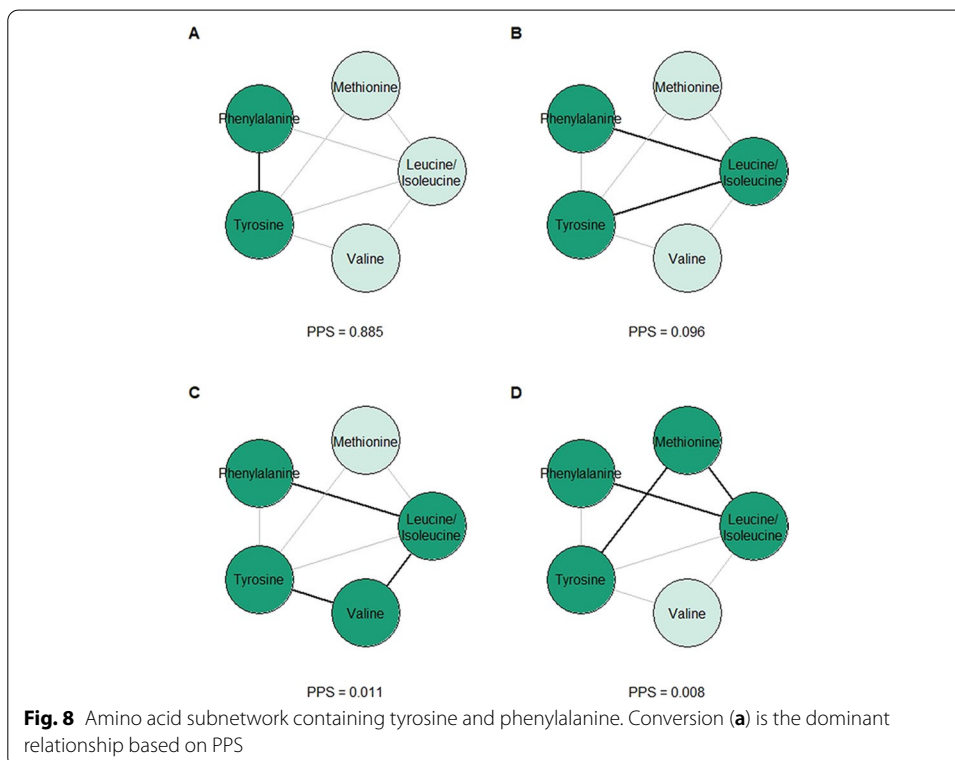 A
Methionine
Phenylalanine
Leucine/
Isoleucine
Tyrosine
Valine
PPS = 0.885
B
Methionine
Phenylalanine
Leucine/
Isoleucine
Tyrosine
Valine
PPS = 0.096
C
Methionine
Phenylalanine
Leucine/
Isoleucine
Tyrosine
Valine
PPS = 0.011
D
Methionine
Phenylalanine
Leucine/
Isoleucine
Tyrosine
Valine
PPS = 0.008
Fig. 8 Amino acid subnetwork containing tyrosine and phenylalanine. Conversion (a) is the dominant
relationship based on PPS